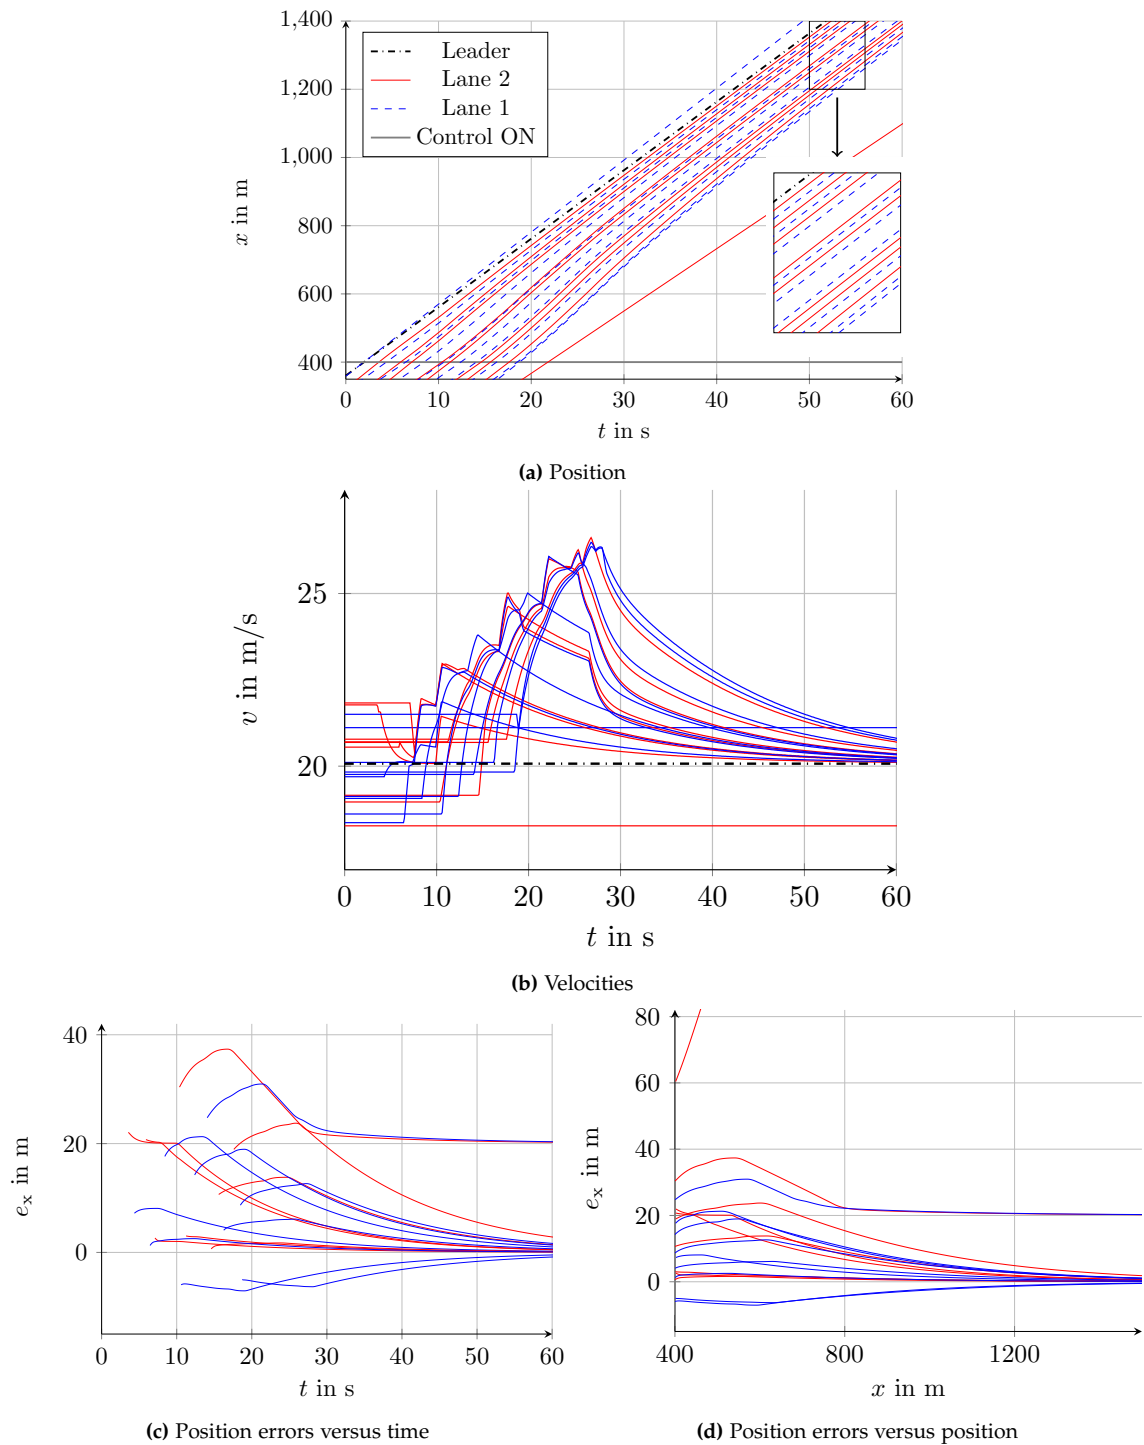 1,400
1,200
1,000
800
600
400
x in m
Leader
Lane 2
Lane 1
Control ON
0 10 20 30 40 50 60
t in s
(a) Position
25
20
v in m/s
0 10 20 30 40 50 60
t in s
(b) Velocities
40
20
0
e_x in m
0 10 20 30 40 50 60
t in s
(c) Position errors versus time
80
60
40
20
0
e_x in m
400 800 1200
x in m
(d) Position errors versus position